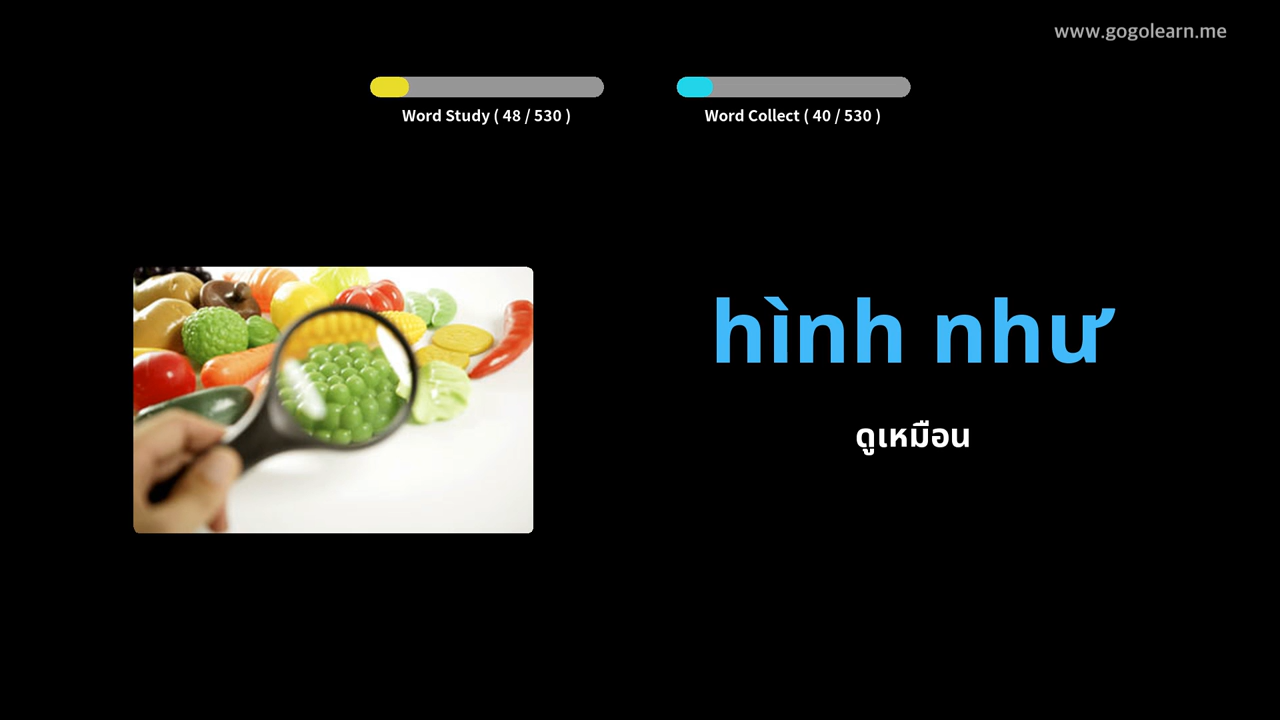 www.gogolearn.me
Word Study ( 48 / 530 )
Word Collect ( 40 / 530 )
hình như
ดูเหมือน